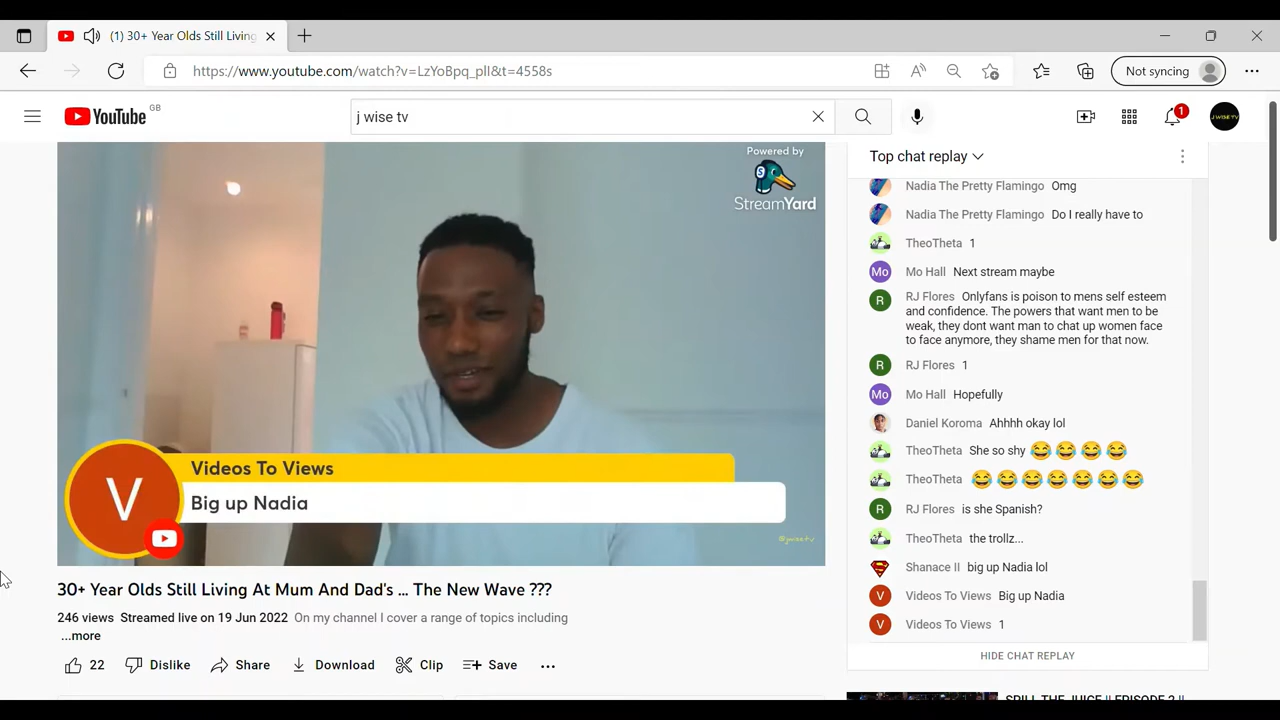 (1) 30+ Year Olds Still Living
https://www.youtube.com/watch?v=LzYoBpq_pII&t=4558s
Not syncing
YouTube GB
j wise tv
1
J WISE TV
Powered by
StreamYard
Videos To Views
V
Big up Nadia
@jwisetv
30+ Year Olds Still Living At Mum And Dad's ... The New Wave ???
246 views Streamed live on 19 Jun 2022 On my channel I cover a range of topics including
...more
22 Dislike Share Download Clip Save
Top chat replay
Nadia The Pretty Flamingo Omg
Nadia The Pretty Flamingo Do I really have to
TheoTheta 1
Mo Mo Hall Next stream maybe
R RJ Flores Onlyfans is poison to mens self esteem
and confidence. The powers that want men to be
weak, they dont want man to chat up women face
to face anymore, they shame men for that now.
R RJ Flores 1
Mo Mo Hall Hopefully
Daniel Koroma Ahhhh okay lol
TheoTheta She so shy 😂😂😂😂
TheoTheta 😂😂😂😂😂😂😂
R RJ Flores is she Spanish?
TheoTheta the trollz...
Shanace II big up Nadia lol
V Videos To Views Big up Nadia
V Videos To Views 1
HIDE CHAT REPLAY